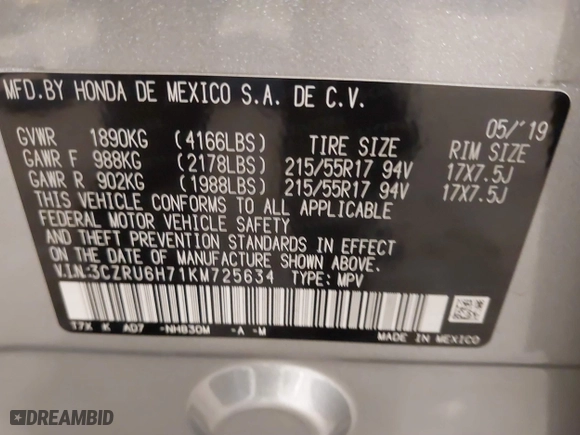 MFD.BY HONDA DE MEXICO S.A. DE C.V.
05/'19
GVWR 1890KG (4166LBS) TIRE SIZE RIM SIZE
GAWR F 988KG (2178LBS) 215/55R17 94V 17X7.5J
GAWR R 902KG (1988LBS) 215/55R17 94V 17X7.5J
THIS VEHICLE CONFORMS TO ALL APPLICABLE
FEDERAL MOTOR VEHICLE SAFETY
AND THEFT PREVENTION STANDARDS IN EFFECT
ON THE DATE OF MANUFACTURE SHOWN ABOVE.
V.I.N:3CZRU6H71KM725634 TYPE: MPV
T7X K AD7 -NH830M -A -M
MADE IN MEXICO
DREAMBID